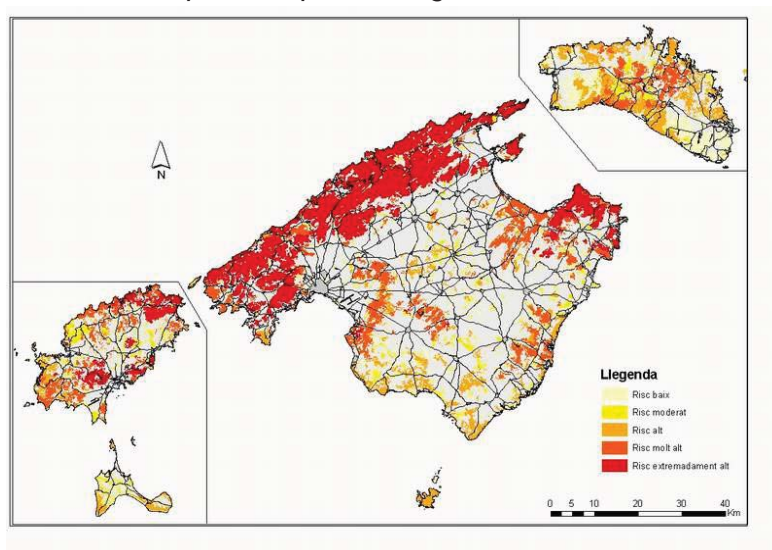 N
Llegenda
Risc baix
Risc moderat
Risc alt
Risc molt alt
Risc extremadament alt
0 5 10 20 30 40
Km